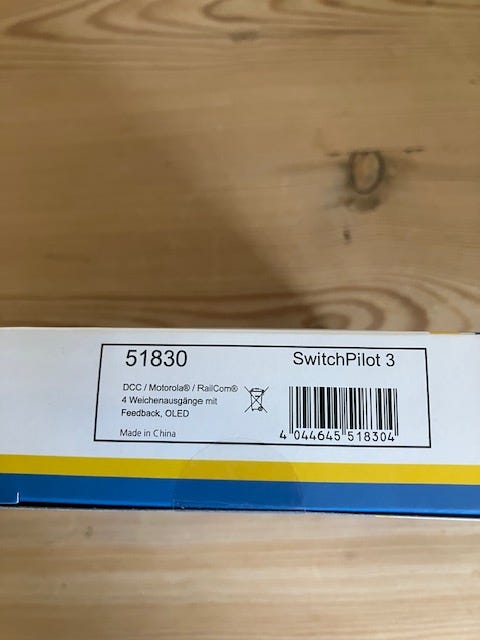 51830 SwitchPilot 3
DCC / Motorola® / RailCom®
4 Weichenausgänge mit
Feedback, OLED
Made in China
4 044645 518304